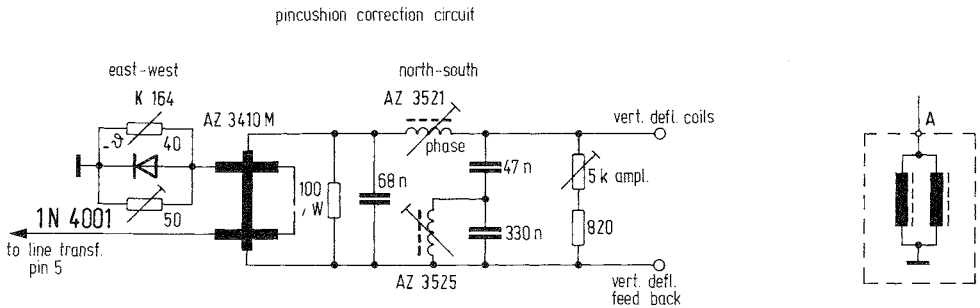 pincushion correction circuif
east-west
north-south
K 164
AZ 3521
AZ 3410 M
-ϑ
40
phase
vert. defl. coils
A
68 n
47 n
5 k ampl.
100
/ W
50
1N 4001
330 n
820
to line transf.
pin 5
AZ 3525
vert. defl.
feed back